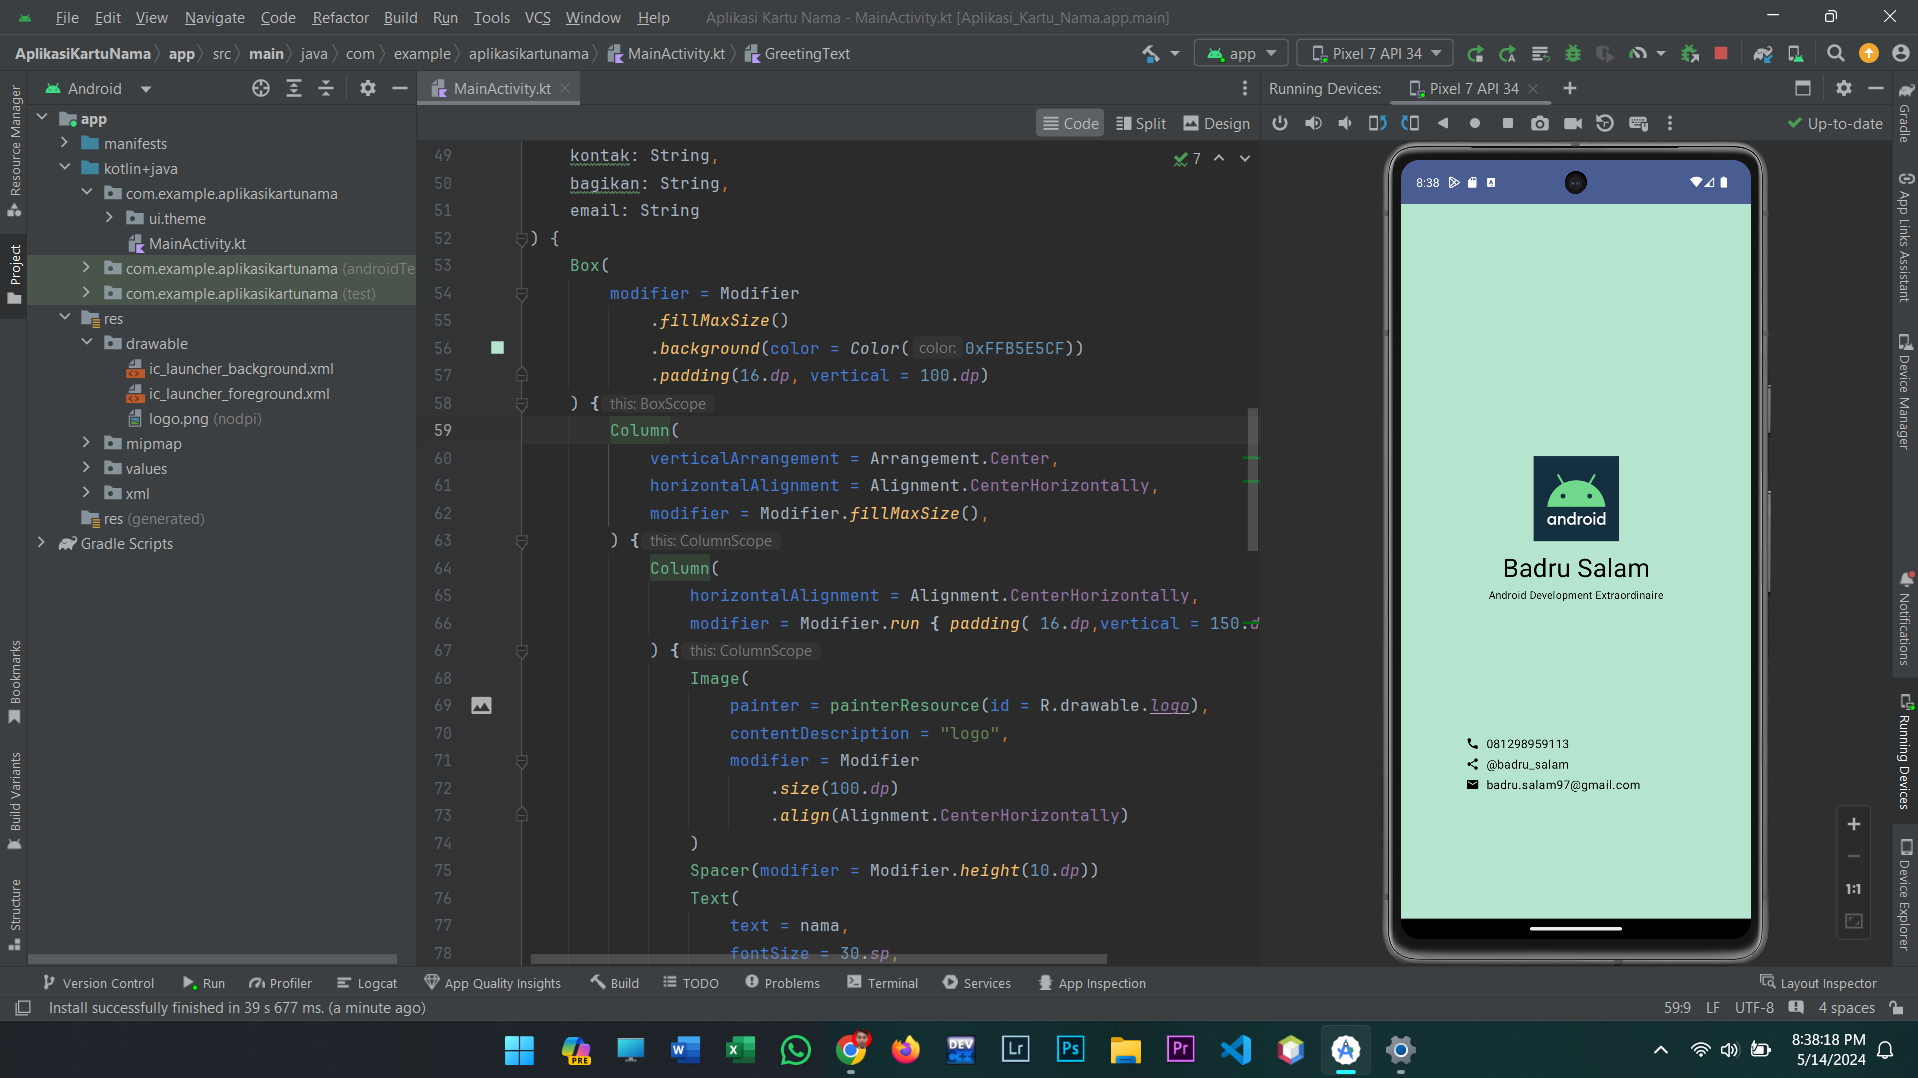 File Edit View Navigate Code Refactor Build Run Tools VCS Window Help Aplikasi Kartu Nama - MainActivity.kt [Aplikasi_Kartu_Nama.app.main]
AplikasiKartuNama app src main java com example aplikasikartunama MainActivity.kt GreetingText app Pixel 7 API 34
Android
MainActivity.kt
Running Devices: Pixel 7 API 34
Code Split Design
Up-to-date
Resource Manager
Project
Bookmarks
Build Variants
Structure
app
manifests
kotlin+java
com.example.aplikasikartunama
ui.theme
MainActivity.kt
com.example.aplikasikartunama (androidTe
com.example.aplikasikartunama (test)
res
drawable
ic_launcher_background.xml
ic_launcher_foreground.xml
logo.png (nodpi)
mipmap
values
xml
res (generated)
Gradle Scripts
7
49 kontak: String,
50 bagikan: String,
51 email: String
52 ) {
53 Box(
54 modifier = Modifier
55 .fillMaxSize()
56 .background(color = Color( color: 0xFFB5E5CF))
57 .padding(16.dp, vertical = 100.dp)
58 ) { this: BoxScope
59 Column(
60 verticalArrangement = Arrangement.Center,
61 horizontalAlignment = Alignment.CenterHorizontally,
62 modifier = Modifier.fillMaxSize(),
63 ) { this: ColumnScope
64 Column(
65 horizontalAlignment = Alignment.CenterHorizontally,
66 modifier = Modifier.run { padding( 16.dp,vertical = 150.d
67 ) { this: ColumnScope
68 Image(
69 painter = painterResource(id = R.drawable.logo),
70 contentDescription = "logo",
71 modifier = Modifier
72 .size(100.dp)
73 .align(Alignment.CenterHorizontally)
74 )
75 Spacer(modifier = Modifier.height(10.dp))
76 Text(
77 text = nama,
78 fontSize = 30.sp,
8:38
android
Badru Salam
Android Development Extraordinaire
081298959113
@badru_salam
badru.salam97@gmail.com
1:1
Gradle
App Links Assistant
Device Manager
Notifications
Running Devices
Device Explorer
Version Control Run Profiler Logcat App Quality Insights Build TODO Problems Terminal Services App Inspection Layout Inspector
Install successfully finished in 39 s 677 ms. (a minute ago) 59:9 LF UTF-8 4 spaces
PRE
DEV
Lr
Ps
Pr
8:38:18 PM
5/14/2024